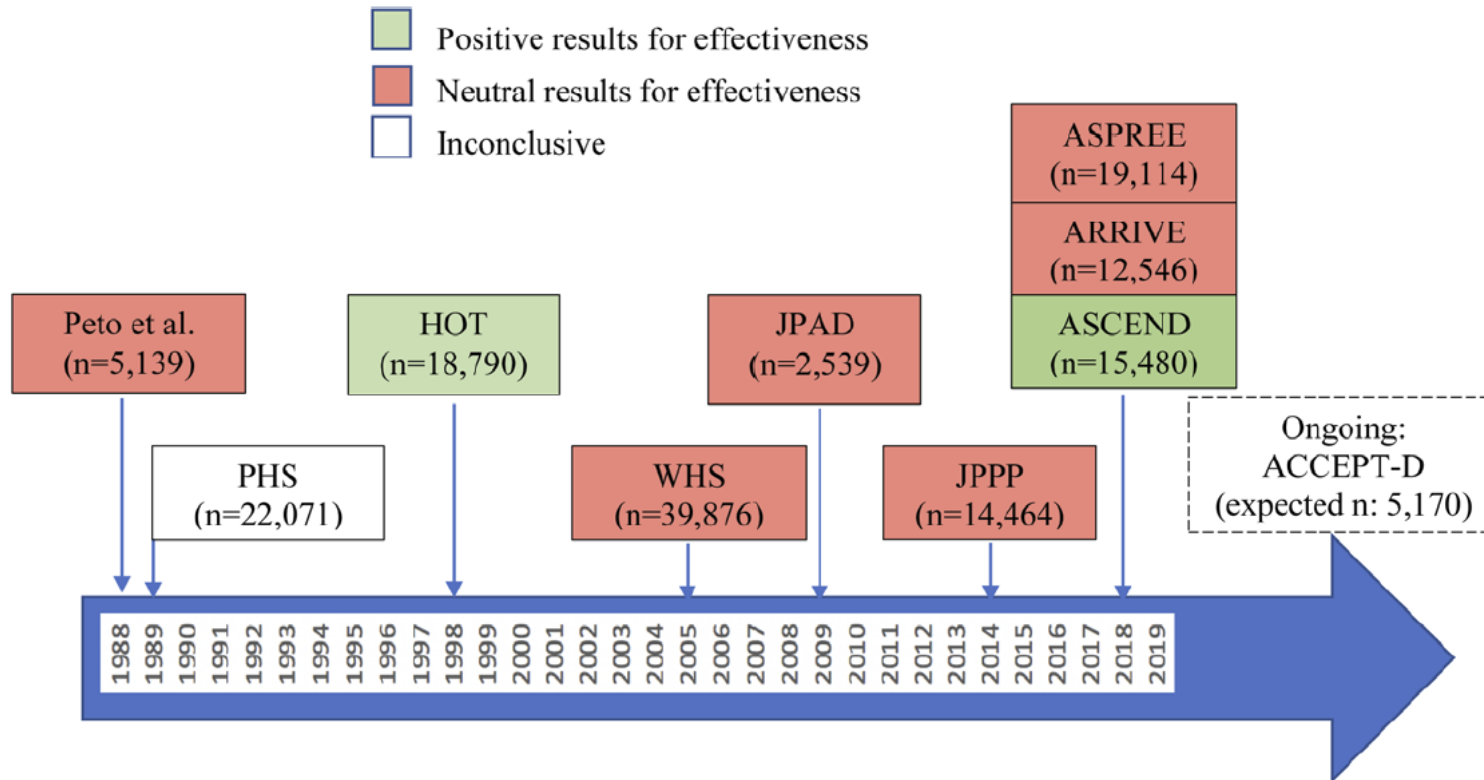 Positive results for effectiveness
Neutral results for effectiveness
Inconclusive
ASPREE
(n=19,114)
ARRIVE
(n=12,546)
ASCEND
(n=15,480)
Peto et al.
(n=5,139)
HOT
(n=18,790)
JPAD
(n=2,539)
PHS
(n=22,071)
WHS
(n=39,876)
JPPP
(n=14,464)
Ongoing:
ACCEPT-D
(expected n: 5,170)
1988
1989
1990
1991
1992
1993
1994
1995
1996
1997
1998
1999
2000
2001
2002
2003
2004
2005
2006
2007
2008
2009
2010
2011
2012
2013
2014
2015
2016
2017
2018
2019